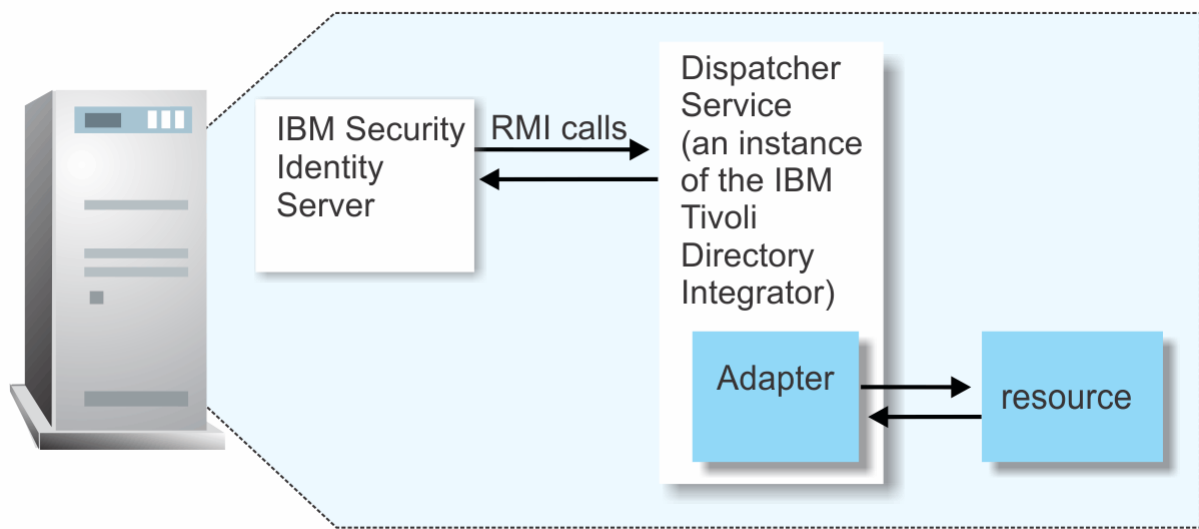 IBM Security
Identity
Server
RMI calls
Dispatcher
Service
(an instance
of the IBM
Tivoli
Directory
Integrator)
Adapter
resource